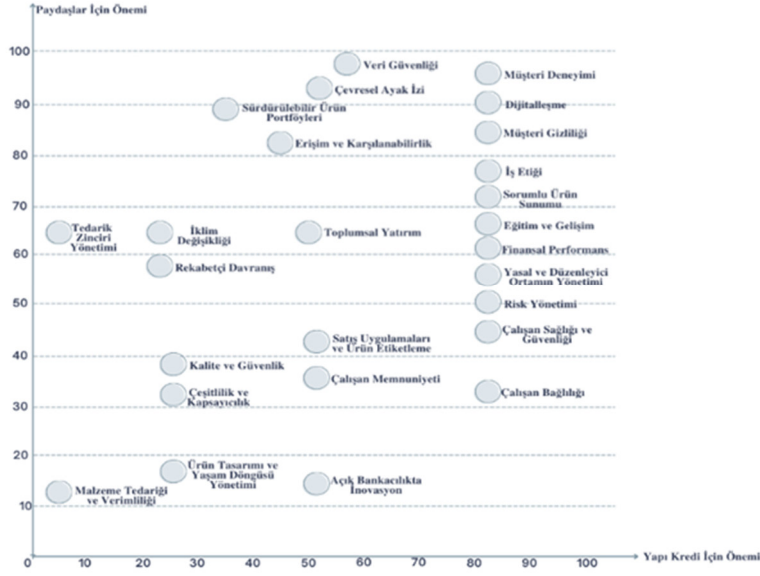 Paydaşlar İçin Önemi
100
Veri Güvenliği
Müşteri Deneyimi
Çevresel Ayak İzi
90
Sürdürülebilir Ürün
Portföyleri
Dijitalleşme
Müşteri Gizliliği
Erişim ve Karşılanabilirlik
80
İş Etiği
Sorumlu Ürün
Sunumu
70
Tedarik
Zinciri
Yönetimi
İklim
Değişikliği
Toplumsal Yatırım
Eğitim ve Gelişim
Finansal Performans
60
Rekabetçi Davranış
Yasal ve Düzenleyici
Ortamın Yönetimi
50
Risk Yönetimi
Satış Uygulamaları
ve Ürün Etiketleme
Çalışan Sağlığı ve
Güvenliği
40
Kalite ve Güvenlik
Çalışan Memnuniyeti
Çeşitlilik ve
Kapsayıcılık
Çalışan Bağlılığı
30
20
Ürün Tasarımı ve
Yaşam Döngüsü
Yönetimi
Malzeme Tedariği
ve Verimliliği
Açık Bankacılıkta
İnovasyon
10
0 10 20 30 40 50 60 70 80 90 100
Yapı Kredi İçin Önemi